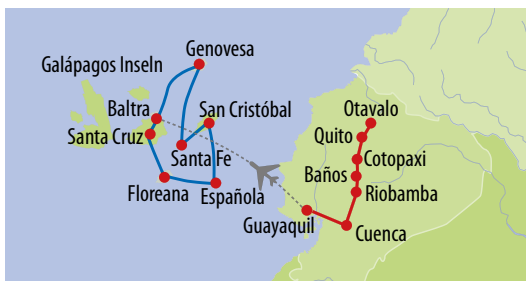 Genovesa
Galápagos Inseln
Baltra
San Cristóbal
Santa Cruz
Santa Fe
Floreana
Española
Otavalo
Quito
Cotopaxi
Baños
Riobamba
Guayaquil
Cuenca